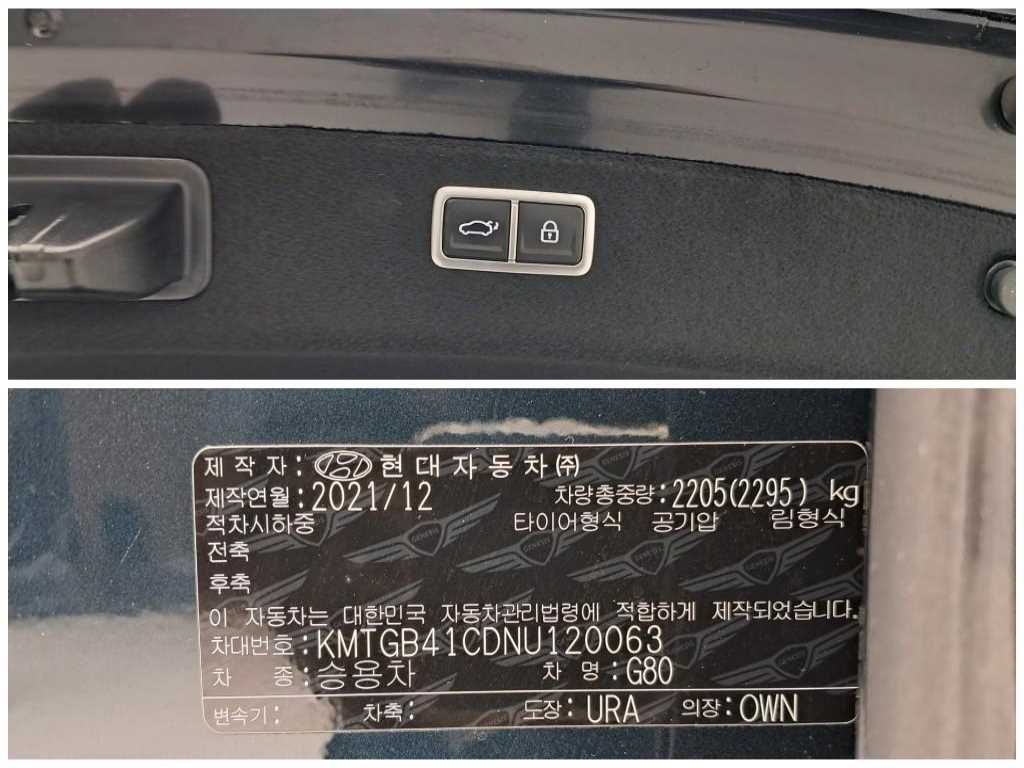 제 작 자 : 현 대 자 동 차 ㈜
제작연월 : 2021/12 차량총중량 : 2205(2295) kg
적차시하중 타이어형식 공기압 림형식
전축
후축
이 자동차는 대한민국 자동차관리법령에 적합하게 제작되었습니다.
차대번호 : KMTGB41CDNU120063
차 종 : 승용차 차 명 : G80
변속기 : 차축 : 도장 : URA 의장 : OWN